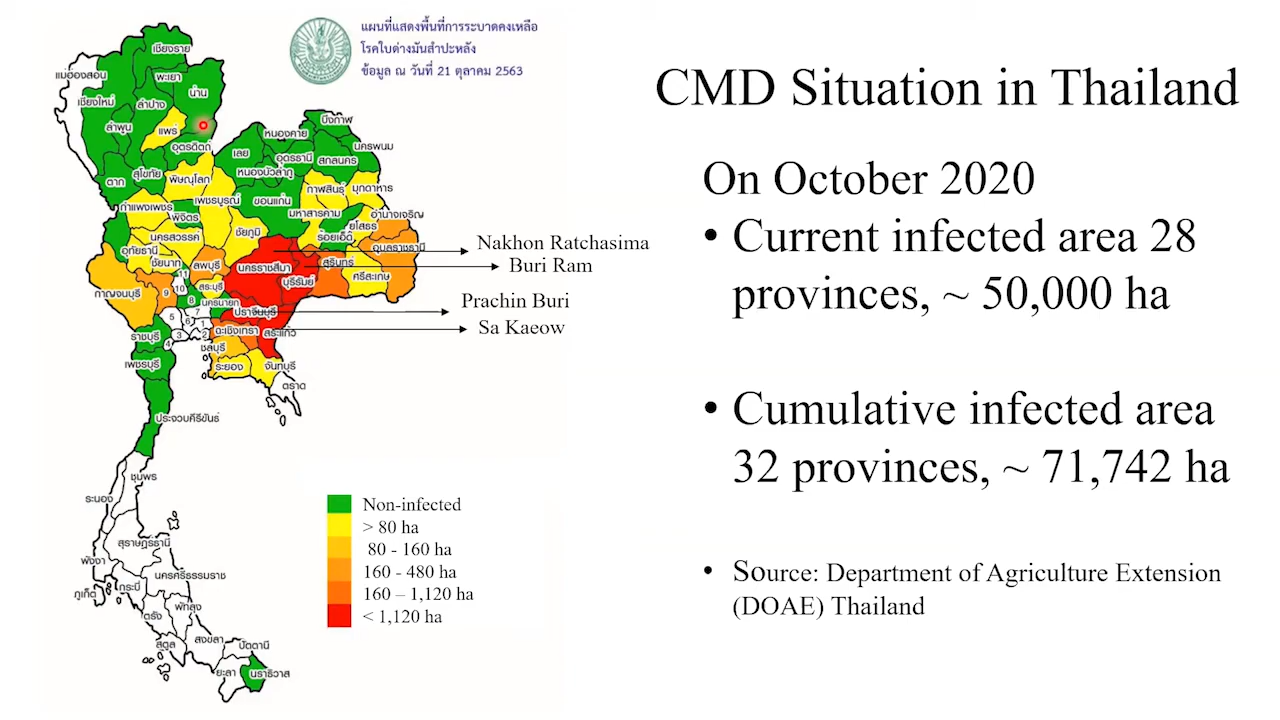 แผนที่แสดงพื้นที่การระบาดคงเหลือ
โรคใบด่างมันสำปะหลัง
ข้อมูล ณ วันที่ 21 ตุลาคม 2563
CMD Situation in Thailand
On October 2020
• Current infected area 28
provinces, ~ 50,000 ha
• Cumulative infected area
32 provinces, ~ 71,742 ha
• Source: Department of Agriculture Extension
(DOAE) Thailand
เชียงราย
แม่ฮ่องสอน
พะเยา
น่าน
เชียงใหม่
ลำปาง
ลำพูน
แพร่
อุตรดิตถ์
บึงกาฬ
หนองคาย
นครพนม
เลย
อุดรธานี
สกลนคร
หนองบัวลำภู
ตาก
สุโขทัย
พิษณุโลก
กาฬสินธุ์
มุกดาหาร
กำแพงเพชร
พิจิตร
เพชรบูรณ์
ขอนแก่น
มหาสารคาม
อำนาจเจริญ
ยโสธร
นครสวรรค์
ชัยภูมิ
ร้อยเอ็ด
อุบลราชธานี
อุทัยธานี
ชัยนาท
ลพบุรี
นครราชสีมา
สุรินทร์
บุรีรัมย์
ศรีสะเกษ
กาญจนบุรี
11
10
9
8
สระบุรี
นครนายก
7
ปราจีนบุรี
5
6
1
ราชบุรี
4
3
2
ฉะเชิงเทรา
สระแก้ว
ชลบุรี
เพชรบุรี
ระยอง
จันทบุรี
ตราด
ประจวบคีรีขันธ์
ชุมพร
ระนอง
สุราษฎร์ธานี
พังงา
นครศรีธรรมราช
กระบี่
ภูเก็ต
ตรัง
พัทลุง
สตูล
สงขลา
ปัตตานี
ยะลา
นราธิวาส
Nakhon Ratchasima
Buri Ram
Prachin Buri
Sa Kaeow
Non-infected
> 80 ha
80 - 160 ha
160 - 480 ha
160 – 1,120 ha
< 1,120 ha